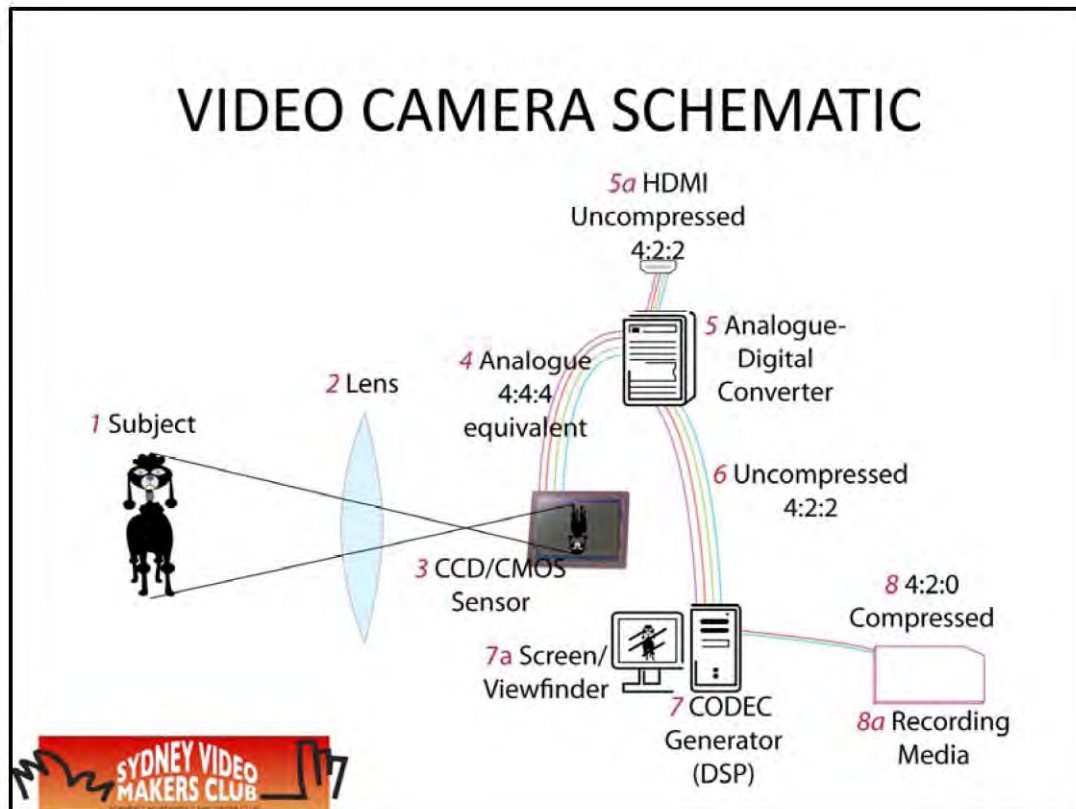 VIDEO CAMERA SCHEMATIC
5a HDMI
Uncompressed
4:2:2
5 Analogue-
Digital
Converter
4 Analogue
4:4:4
equivalent
2 Lens
1 Subject
6 Uncompressed
4:2:2
3 CCD/CMOS
Sensor
8 4:2:0
Compressed
7a Screen/
Viewfinder
7 CODEC
Generator
(DSP)
8a Recording
Media
SYDNEY VIDEO
MAKERS CLUB